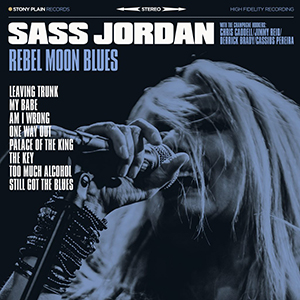 STONY PLAIN RECORDS
STEREO
HIGH FIDELITY RECORDING
SASS JORDAN
WITH THE CHAMPAGNE HOOKERS:
CHRIS CADDELL/JIMMY REID/
DERRICK BRADY/CASSIUS PEREIRA
REBEL MOON BLUES
LEAVING TRUNK
MY BABE
AM I WRONG
ONE WAY OUT
PALACE OF THE KING
THE KEY
TOO MUCH ALCOHOL
STILL GOT THE BLUES